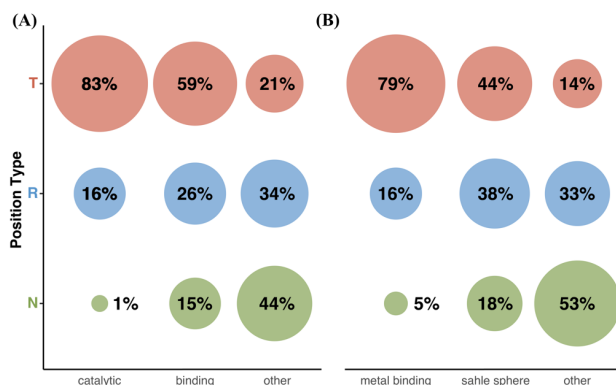 (A)
(B)
Position Type
T
83%
59%
21%
79%
44%
14%
R
16%
26%
34%
16%
38%
33%
N
1%
15%
44%
5%
18%
53%
catalytic
binding
other
metal binding
sahle sphere
other